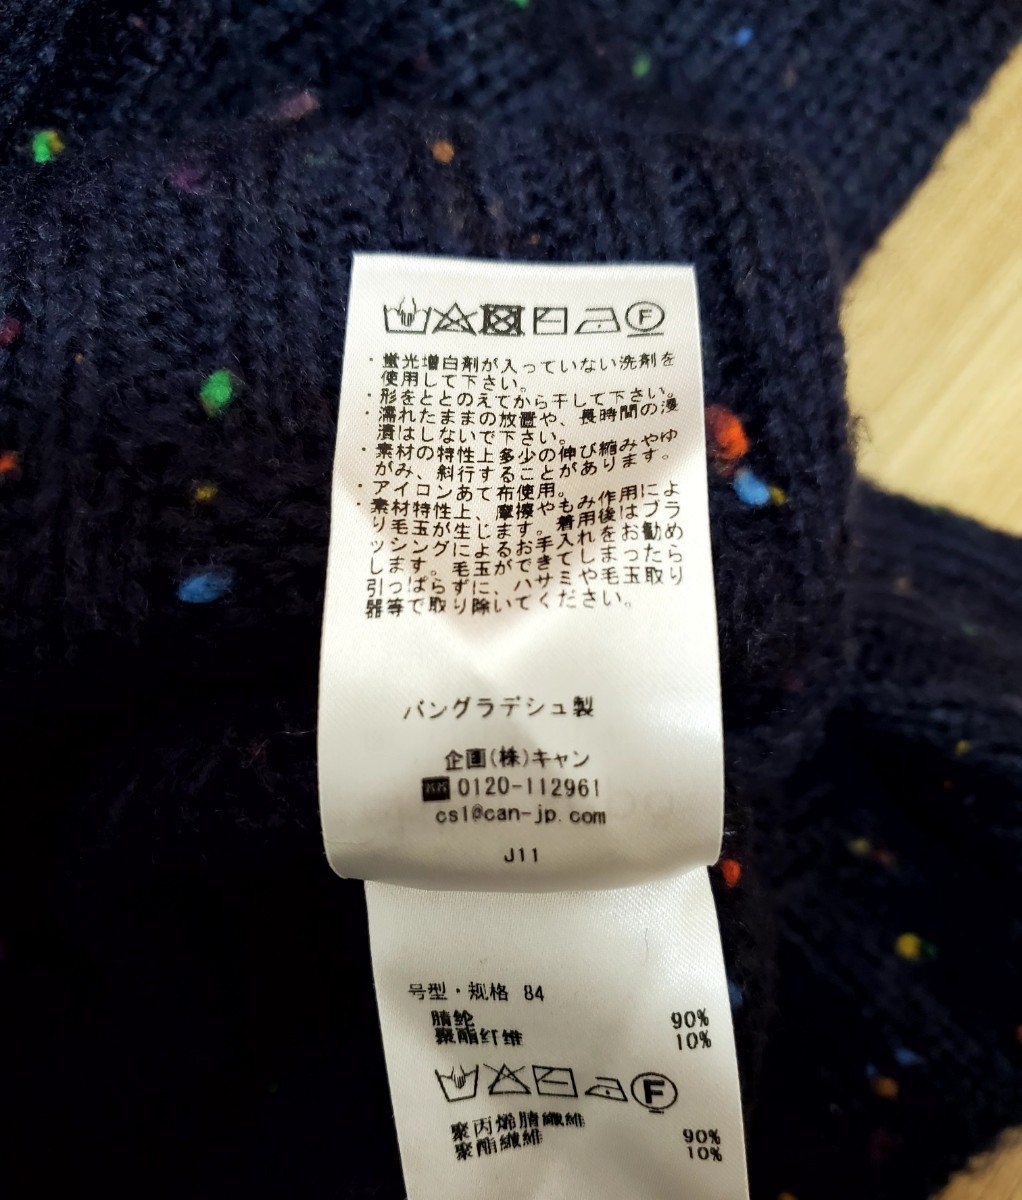 F
・蛍光増白剤が入っていない洗剤を
使用して下さい。
・形をととのえてから干して下さい。
・濡れたままの放置や、長時間の浸
漬はしないで下さい。
・素材の特性上多少の伸び縮みやゆ
がみ、斜行することがあります。
・アイロンあて布使用。
・素材特性上、摩擦やもみ作用によ
り毛玉が生じます。着用後はブラ
ッシングによるお手入れをお勧め
します。毛玉ができてしまったら
引っぱらずに、ハサミや毛玉取り
器等で取り除いてください。
バングラデシュ製
企画(株)キャン
0120-112961
cs1@can-jp.com
J11
号型・规格 84
腈纶 90%
聚酯纤维 10%
F
聚丙烯腈纖維 90%
聚酯纖維 10%